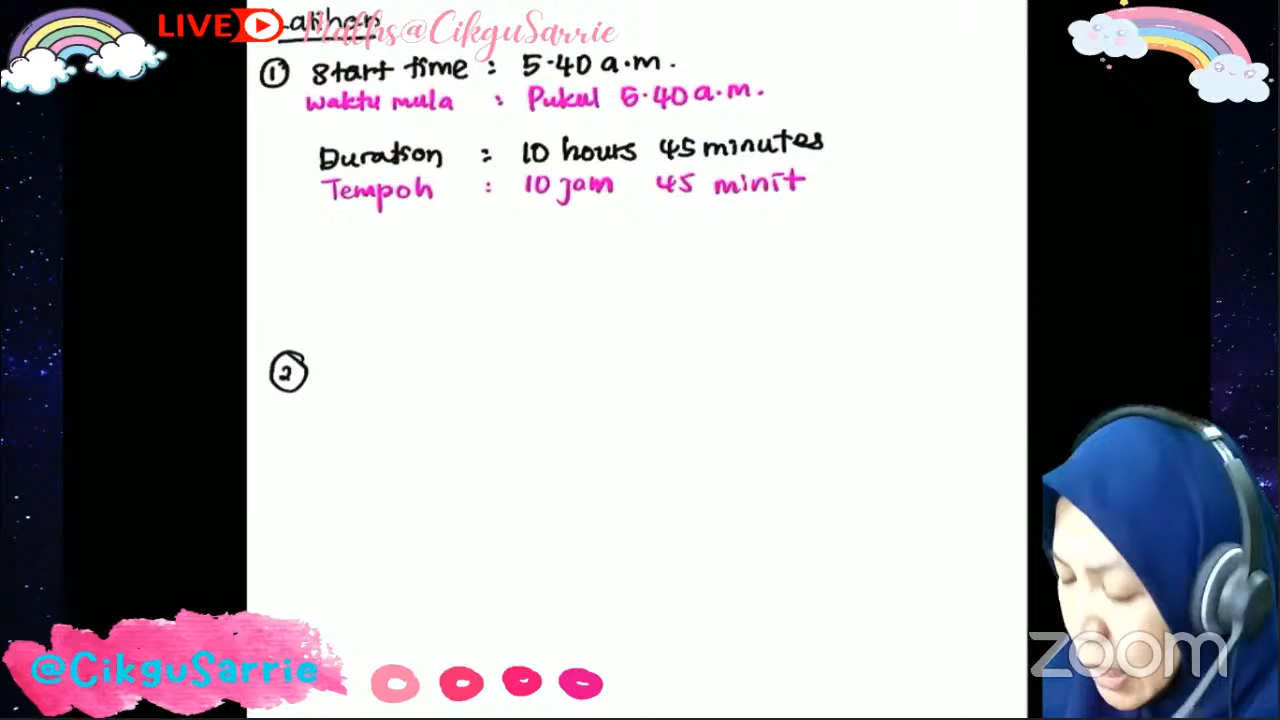 LIVE
Latihan
Maths@CikguSarrie
1 Start time : 5.40 a.m.
Waktu mula : Pukul 5.40 a.m.
Duration : 10 hours 45 minutes
Tempoh : 10 jam 45 minit
2
@CikguSarrie
zoom